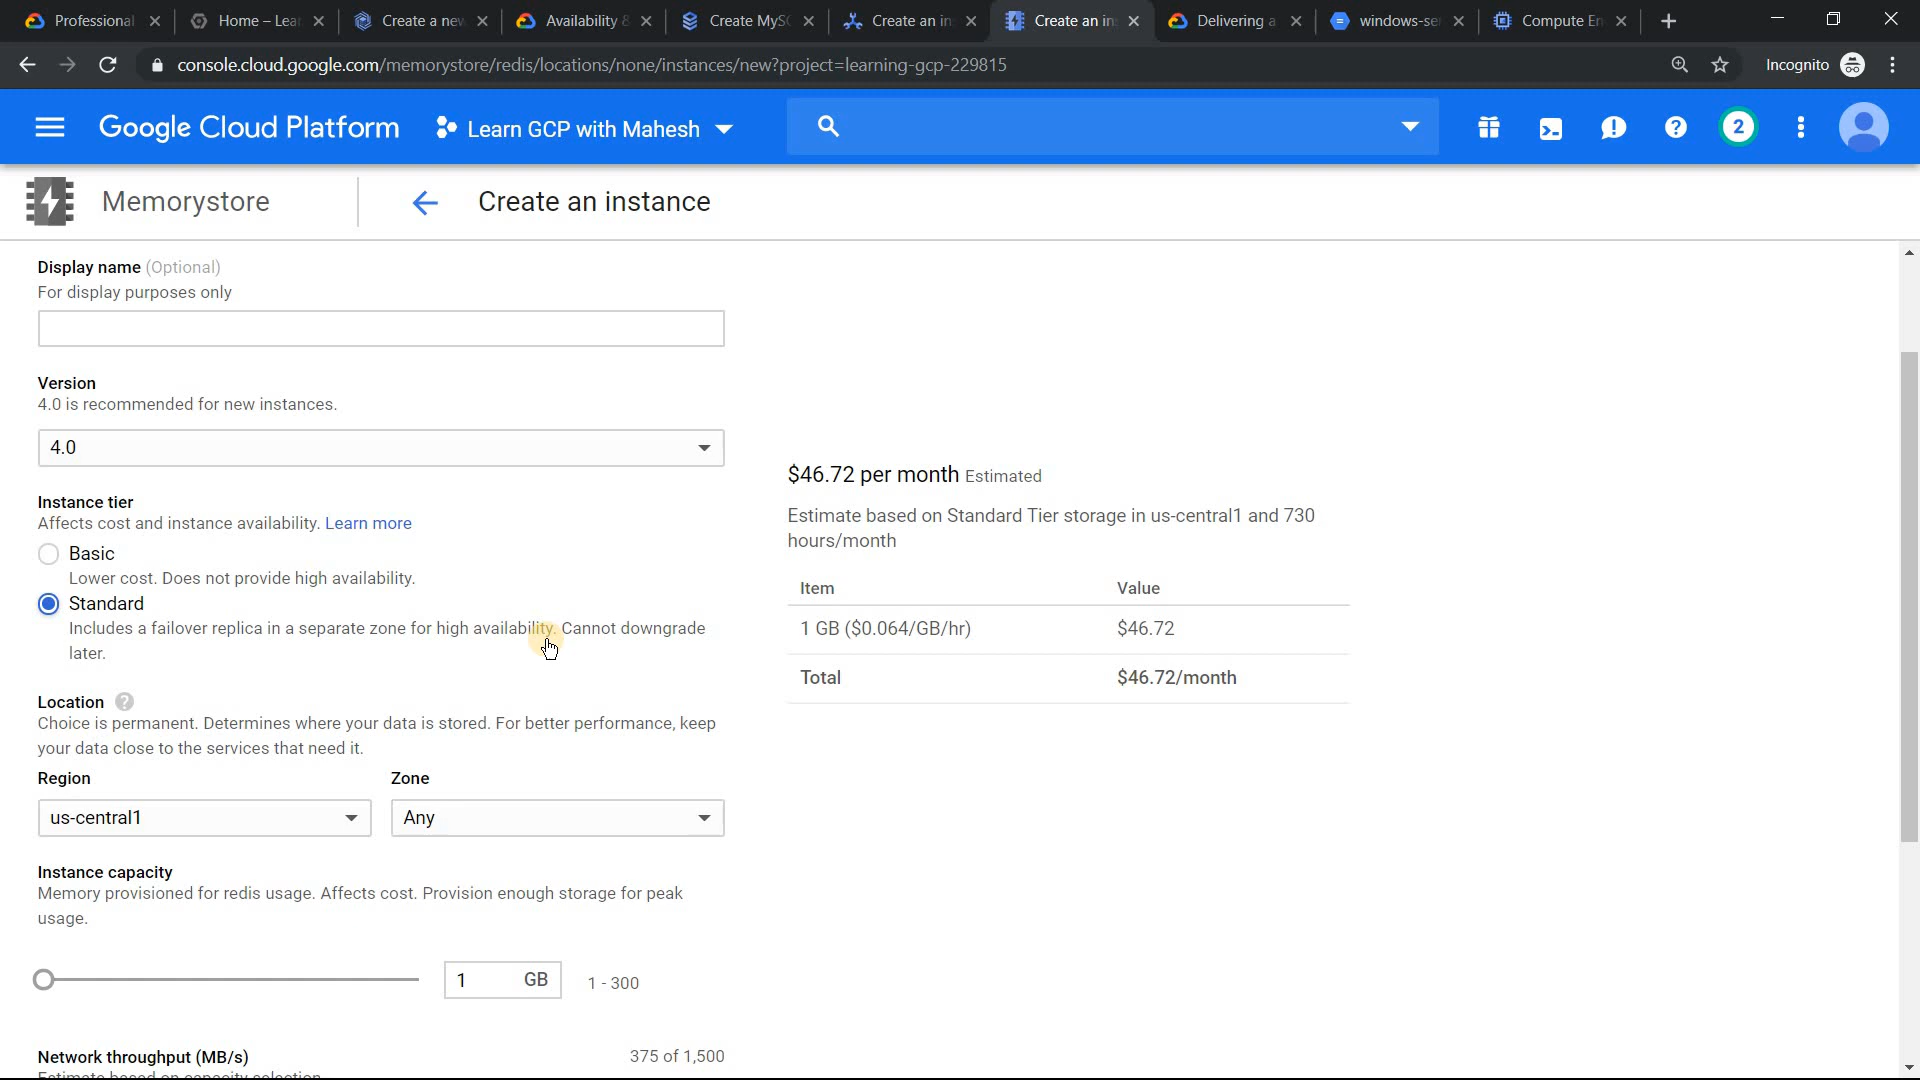 Professional
Home – Lea
Create a new
Availability &
Create MyS
Create an in
Create an in
Delivering a
windows-se
Compute En
console.cloud.google.com/memorystore/redis/locations/none/instances/new?project=learning-gcp-229815
Incognito
Google Cloud Platform
Learn GCP with Mahesh
2
Memorystore
Create an instance
Display name (Optional)
For display purposes only
Version
4.0 is recommended for new instances.
4.0
Instance tier
Affects cost and instance availability. Learn more
Basic
Lower cost. Does not provide high availability.
Standard
Includes a failover replica in a separate zone for high availability. Cannot downgrade
later.
Location
Choice is permanent. Determines where your data is stored. For better performance, keep
your data close to the services that need it.
Region Zone
us-central1 Any
Instance capacity
Memory provisioned for redis usage. Affects cost. Provision enough storage for peak
usage.
1 GB 1 - 300
Network throughput (MB/s) 375 of 1,500
Estimate based on capacity selection
$46.72 per month Estimated
Estimate based on Standard Tier storage in us-central1 and 730
hours/month
Item Value
1 GB ($0.064/GB/hr) $46.72
Total $46.72/month